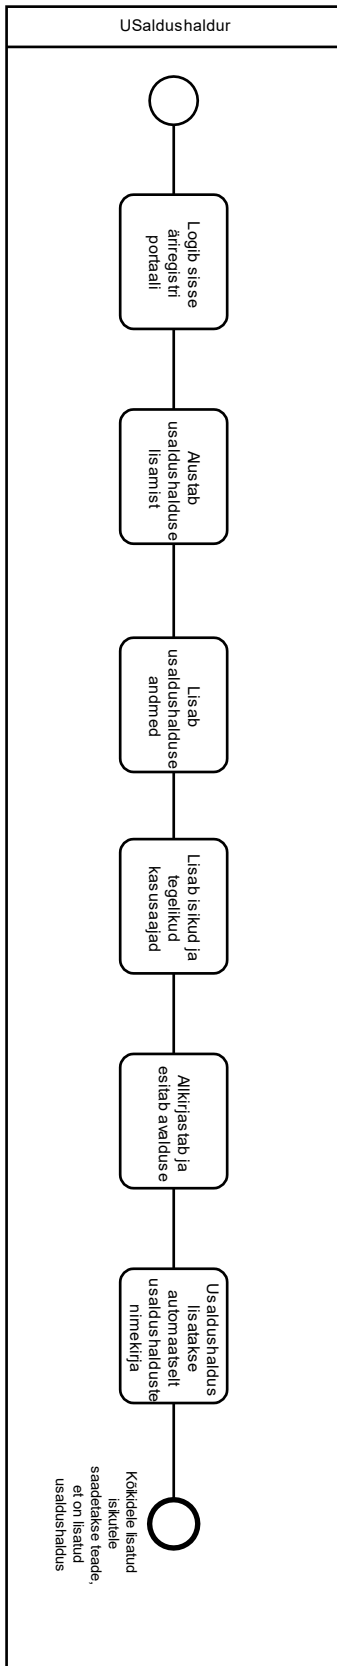 USaldushaldur
Logib sisse
äriregistri
portaali
Alustab
usaldushalduse
lisamist
Lisab
usaldushalduse
andmed
Lisab isikud ja
tegelikud
kasusaajad
Allkirjastab ja
esitab avalduse
Usaldushaldus
lisatakse
automaatselt
usaldushalduste
nimekirja
Kõikidele lisatud
isikutele
saadetakse teade,
et on lisatud
usaldushaldus